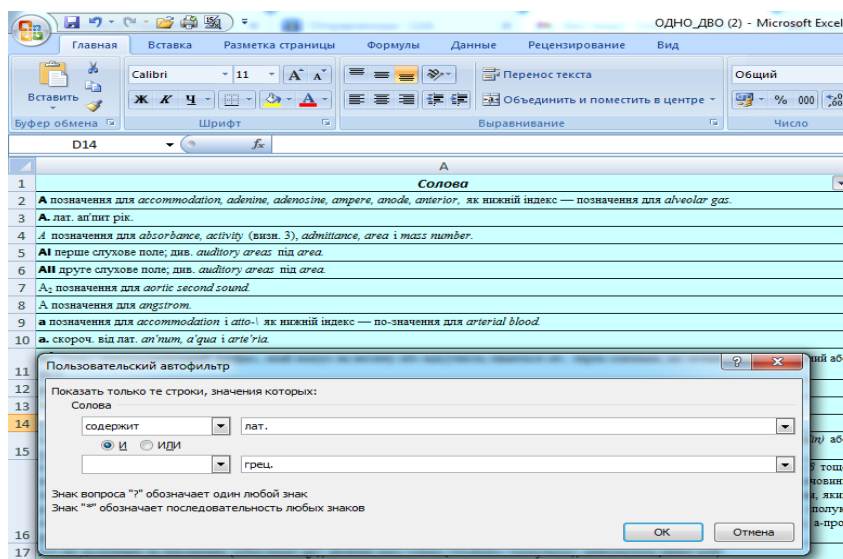 ОДНО_ДВО (2) - Microsoft Excel
Главная Вставка Разметка страницы Формулы Данные Рецензирование Вид
Calibri 11 Перенос текста Общий
Вставить Ж К Ч Объединить и поместить в центре % 000
Буфер обмена Шрифт Выравнивание Число
D14 fx
A
1 Солова
2 A позначення для accommodation, adenine, adenosine, ampere, anode, anterior, як нижній індекс — позначення для alveolar gas.
3 A. лат. an'пит рік.
4 A позначення для absorbance, activity (визн. 3), admittance, area і mass number.
5 AI перше слухове поле; див. auditory areas під area.
6 AII друге слухове поле; див. auditory areas під area.
7 A₂ позначення для aortic second sound.
8 A позначення для angstrom.
9 a позначення для accommodation і atto-\ як нижній індекс — по-значення для arterial blood.
10 a. скороч. від лат. an'num, a'qua і arte'ria.
11
12
13
14
15
16
17
Пользовательский автофильтр
Показать только те строки, значения которых:
Солова
содержит лат.
И ИЛИ
грец.
Знак вопроса "?" обозначает один любой знак
Знак "*" обозначает последовательность любых знаков
ОК Отмена